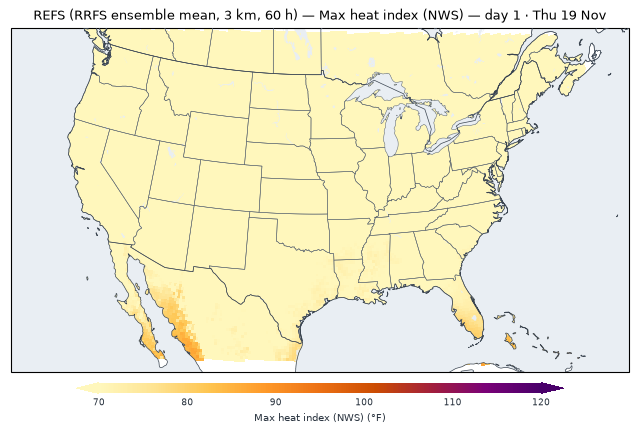 REFS (RRFS ensemble mean, 3 km, 60 h) — Max heat index (NWS) — day 1 · Thu 19 Nov
70 80 90 100 110 120
Max heat index (NWS) (°F)